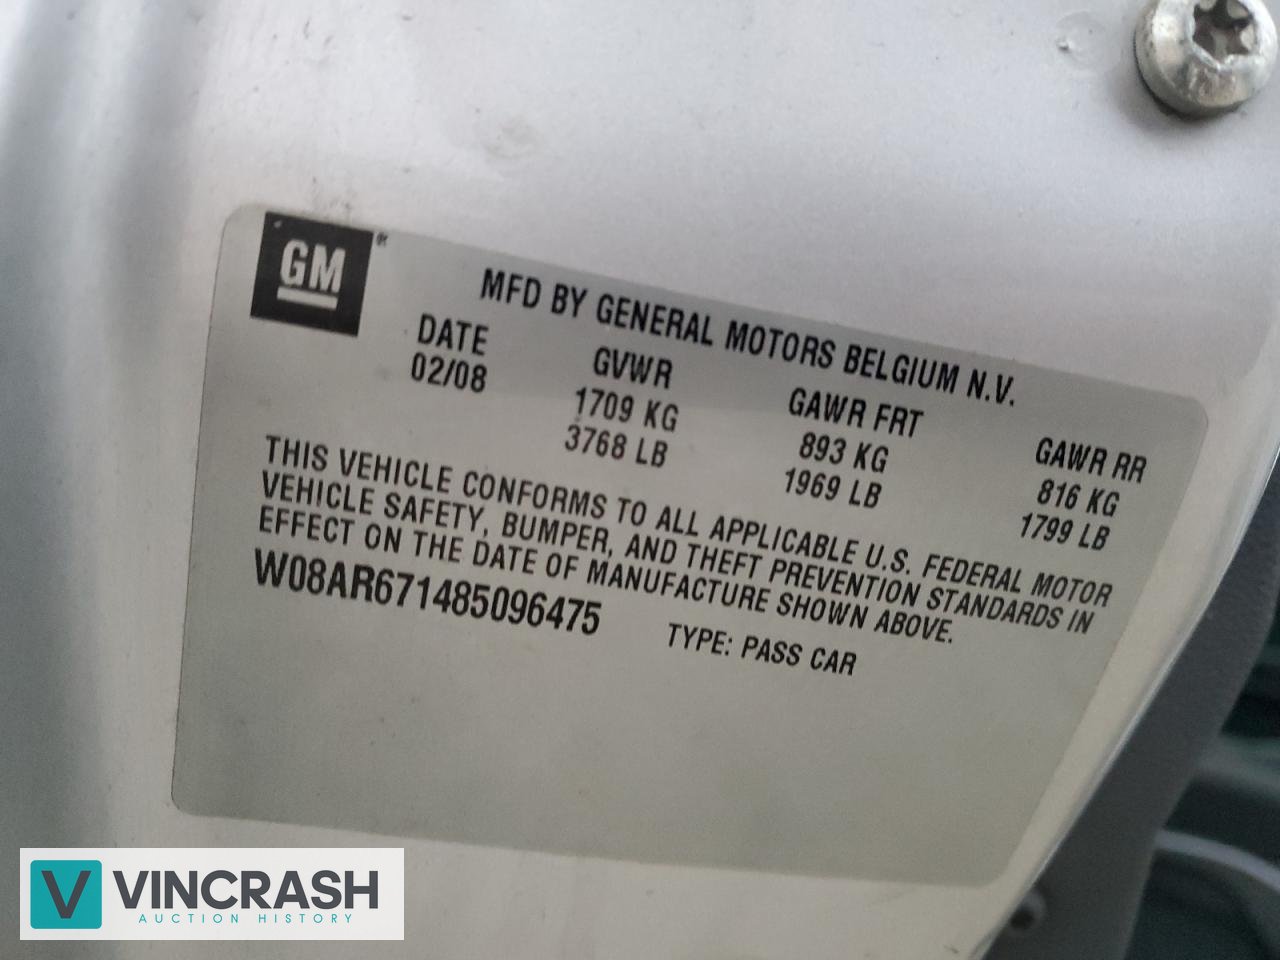 GM ®
MFD BY GENERAL MOTORS BELGIUM N.V.
DATE GVWR GAWR FRT GAWR RR
02/08 1709 KG 893 KG 816 KG
3768 LB 1969 LB 1799 LB
THIS VEHICLE CONFORMS TO ALL APPLICABLE U.S. FEDERAL MOTOR
VEHICLE SAFETY, BUMPER, AND THEFT PREVENTION STANDARDS IN
EFFECT ON THE DATE OF MANUFACTURE SHOWN ABOVE.
W08AR671485096475 TYPE: PASS CAR
V VINCRASH
AUCTION HISTORY